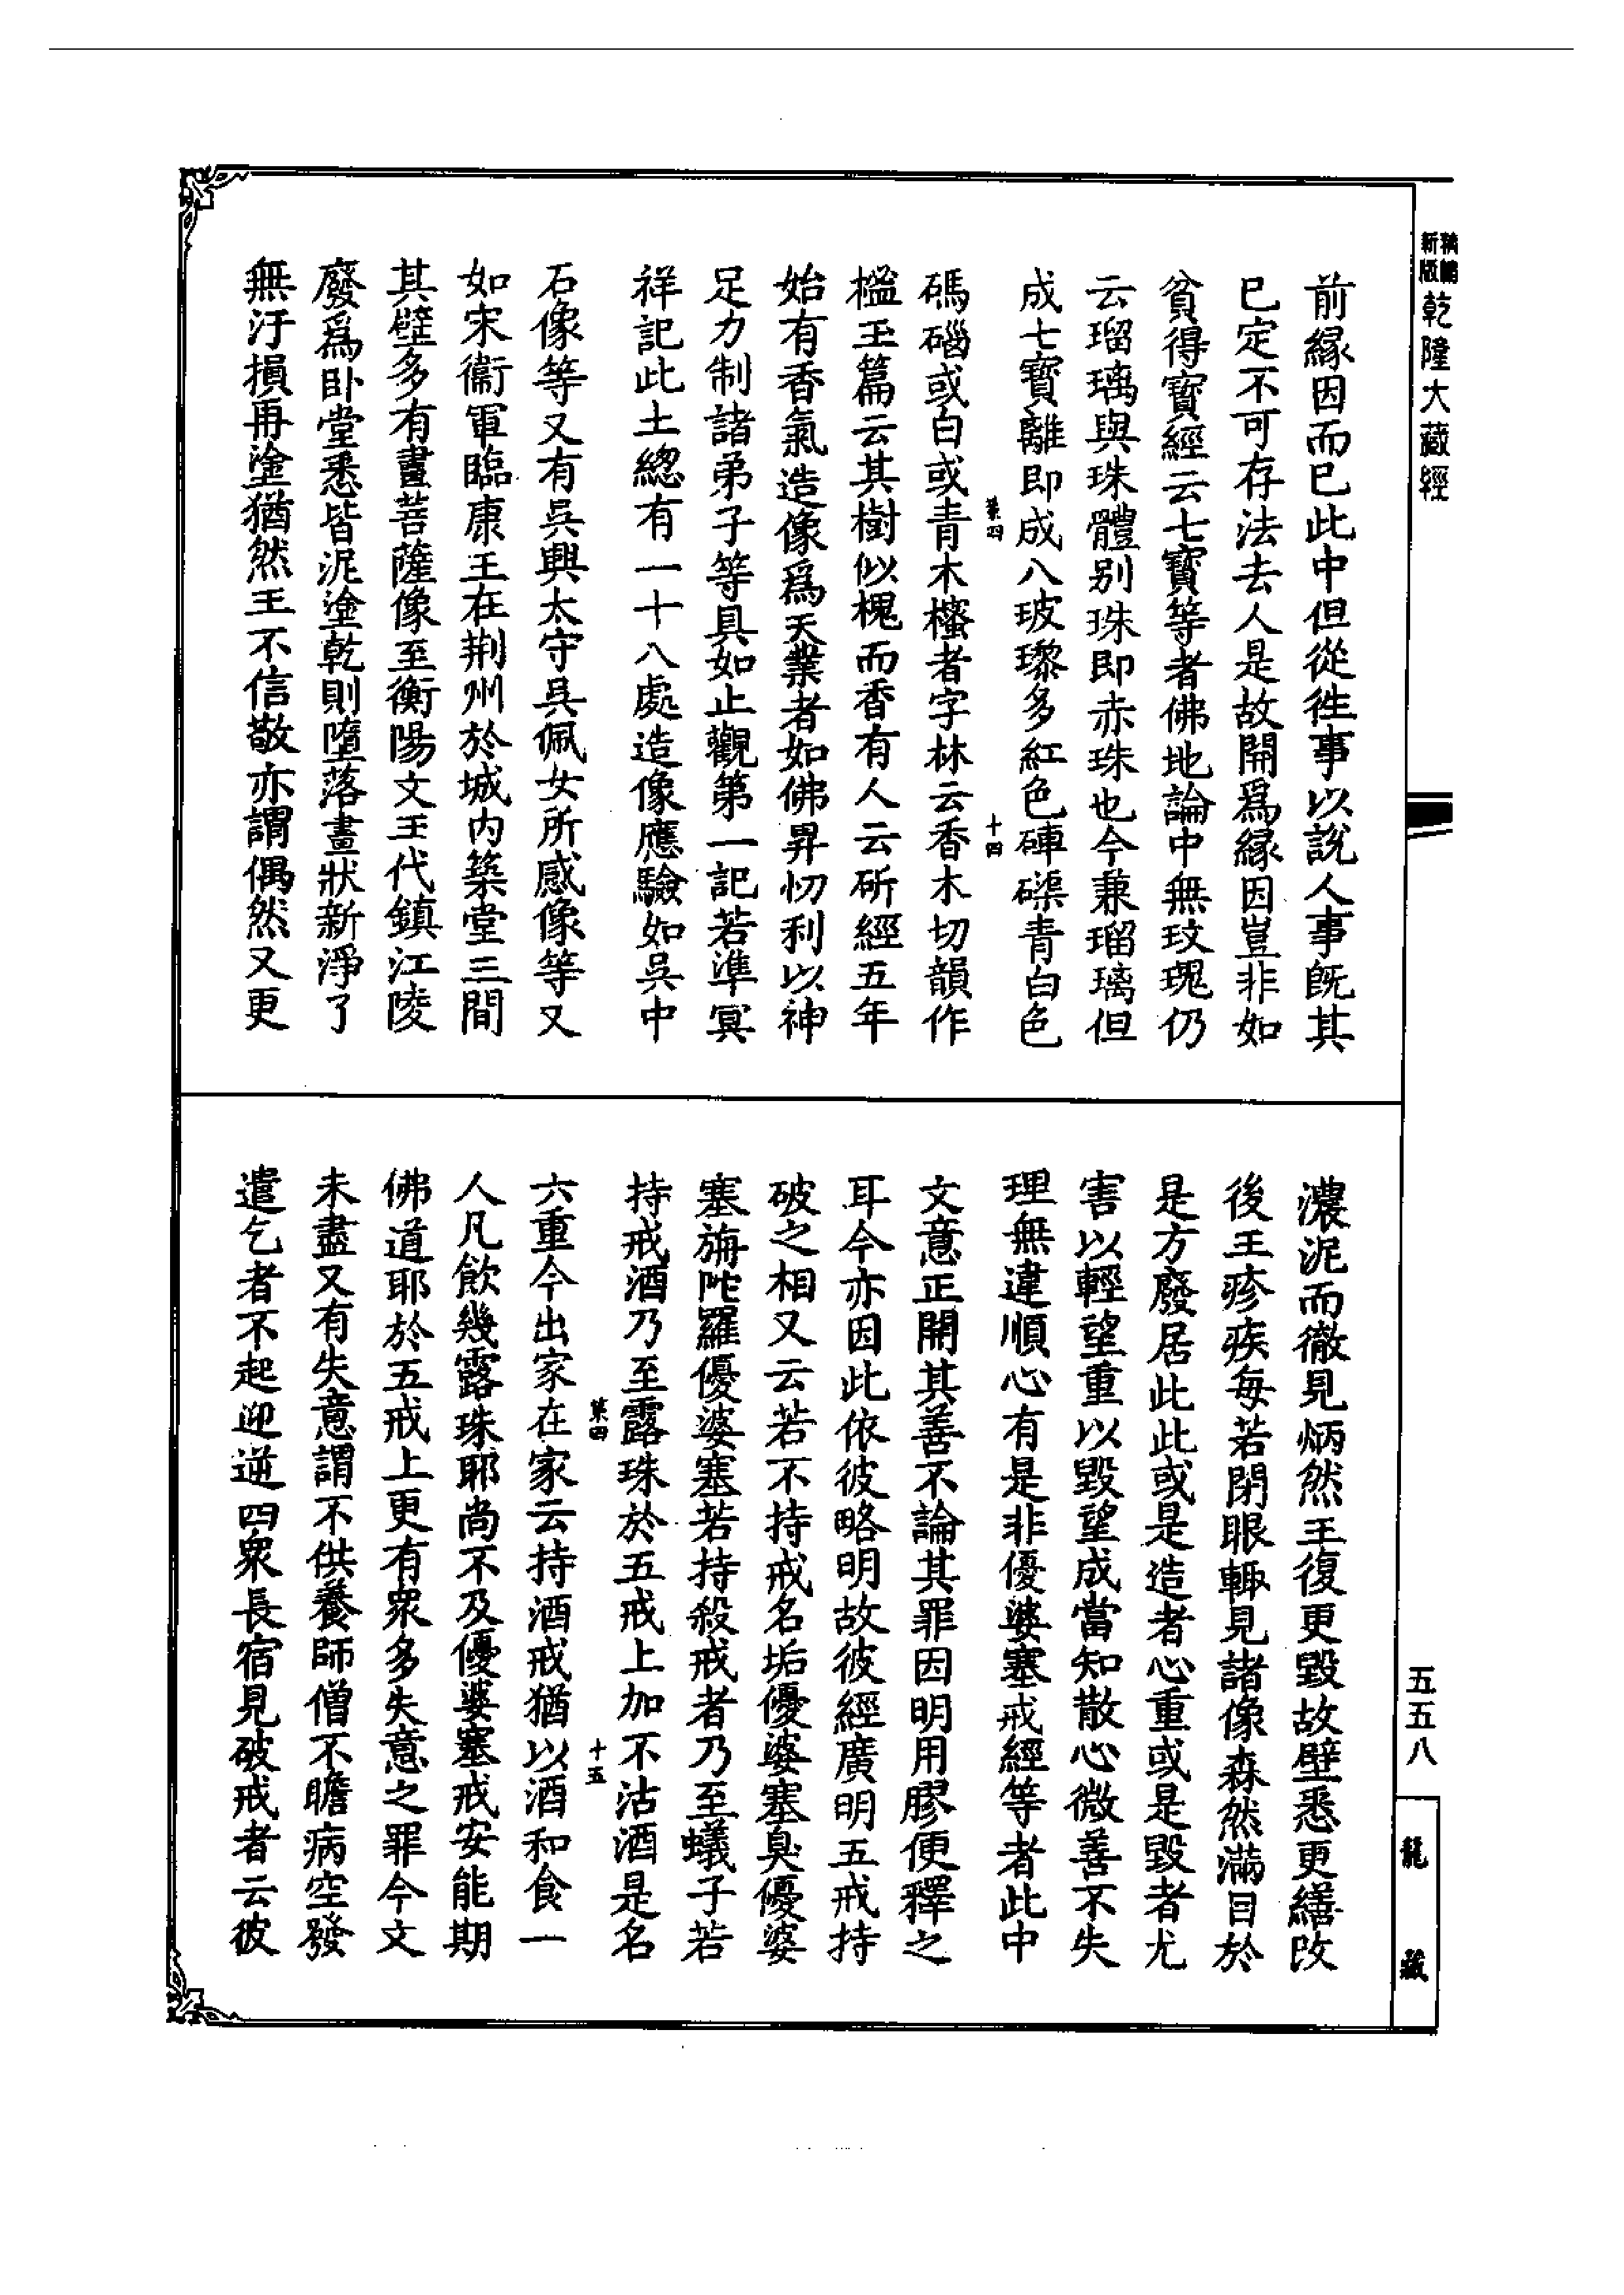 新版
乾隆大藏經
前緣因而已此中但從徃事以說人事旣其
已定不可存法去人是故開爲緣因豈非如
貧得寳經云七寳等者佛地論中無玫瑰仍
云瑠璃與珠體别珠即赤珠也今兼瑠璃但
成七寳離即成八玻瓈多紅色硨磲青白色
第四
十四
碼碯或白或青木櫁者字林云香木切韻作
榓玉篇云其樹似槐而香有人云斫經五年
始有香氣造像爲天業者如佛昇忉利以神
足力制諸弟子等具如止觀第一記若準冥
祥記此土緫有一十八處造像應驗如吳中
石像等又有吳興太守吳佩女所感像等又
如宋衞軍臨康王在荆州於城内築堂三間
其壁多有畫菩薩像至衡陽文王代鎮江陵
廢爲卧堂悉皆泥塗乾則墮落畫狀新淨了
無汙損再塗猶然王不信敬亦謂偶然又更
濃泥而徹見炳然王復更毀故壁悉更繕改
後王疹疾每若閉眼輙見諸像森然滿目於
是方廢居此此或是造者心重或是毀者尤
害以輕望重以毀望成當知散心微善不失
理無違順心有是非優婆塞戒經等者此中
文意正開其善不論其罪因明用膠便釋之
耳今亦因此依彼略明故彼經廣明五戒持
破之相又云若不持戒名垢優婆塞臭優婆
塞旃陀羅優婆塞若持殺戒者乃至蟻子若
持戒酒乃至露珠於五戒上加不沽酒是名
第四
十五
六重今出家在家云持酒戒猶以酒和食一
人凡飲幾露珠耶尚不及優婆塞戒安能期
佛道耶於五戒上更有衆多失意之罪今文
未盡又有失意謂不供養師僧不瞻病空發
遣乞者不起迎逆四衆長宿見破戒者云彼
五五八
龍藏